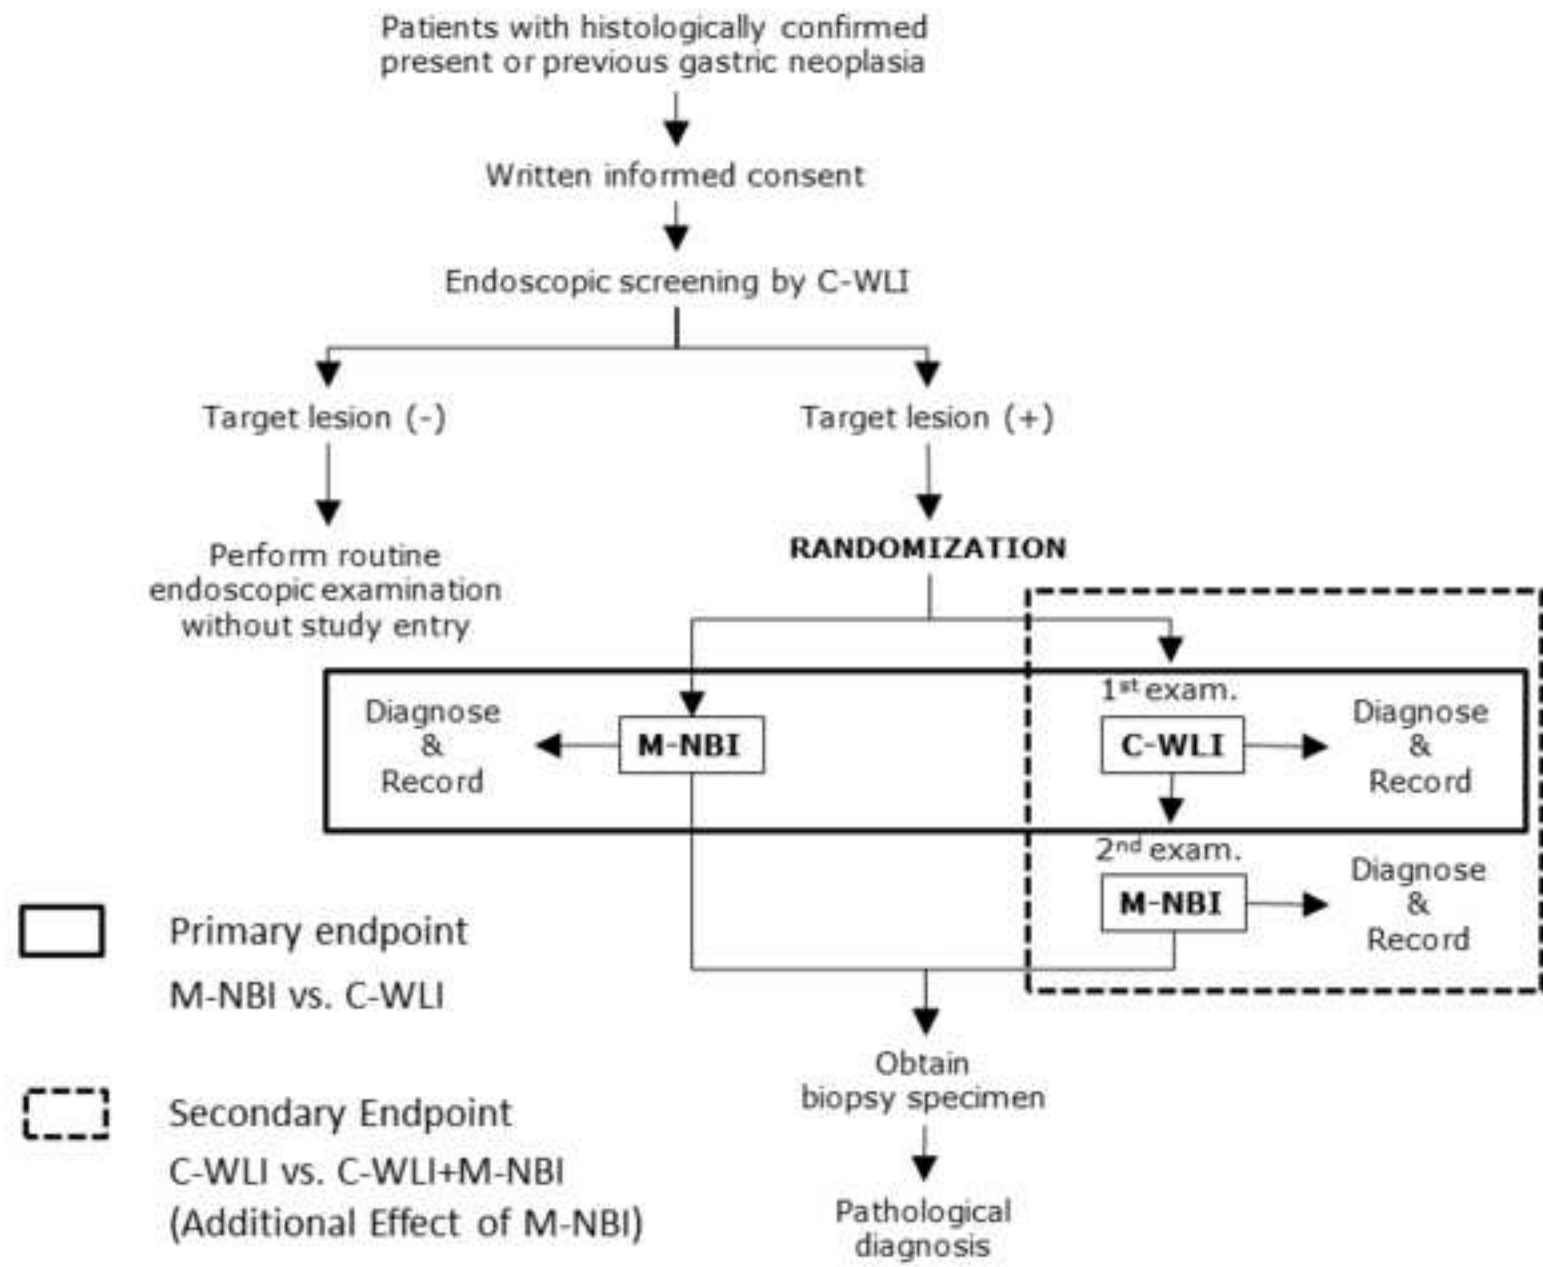 Patients with histologically confirmed
present or previous gastric neoplasia
Written informed consent
Endoscopic screening by C-WLI
Target lesion (-)
Target lesion (+)
Perform routine
endoscopic examination
without study entry
RANDOMIZATION
Diagnose
&
Record
M-NBI
1st exam.
C-WLI
Diagnose
&
Record
2nd exam.
M-NBI
Diagnose
&
Record
Primary endpoint
M-NBI vs. C-WLI
Secondary Endpoint
C-WLI vs. C-WLI+M-NBI
(Additional Effect of M-NBI)
Obtain
biopsy specimen
Pathological
diagnosis